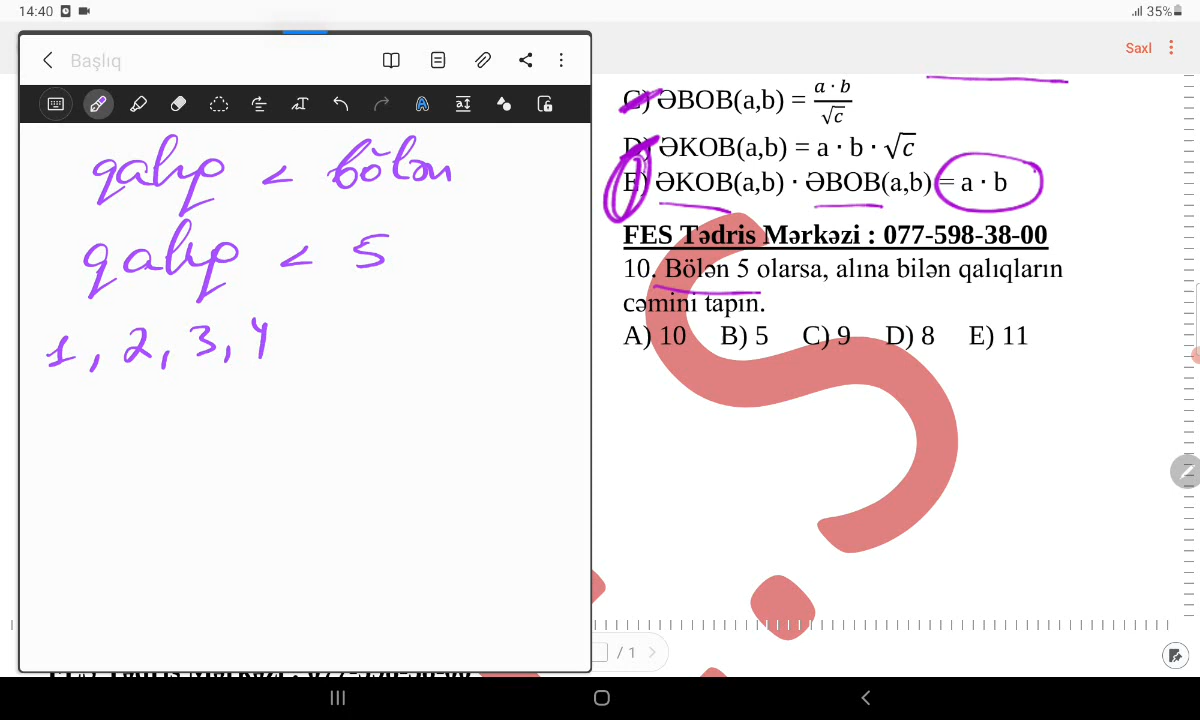 14:40
35%
Başlıq
Saxl
qalıq < bölən
qalıq < 5
1, 2, 3, 4
C) ƏBOB(a,b) = a · b / √c
D) ƏKOB(a,b) = a · b · √c
E) ƏKOB(a,b) · ƏBOB(a,b) = a · b
FES Tədris Mərkəzi : 077-598-38-00
10. Bölən 5 olarsa, alına bilən qalıqların
cəmini tapın.
A) 10 B) 5 C) 9 D) 8 E) 11
/ 1